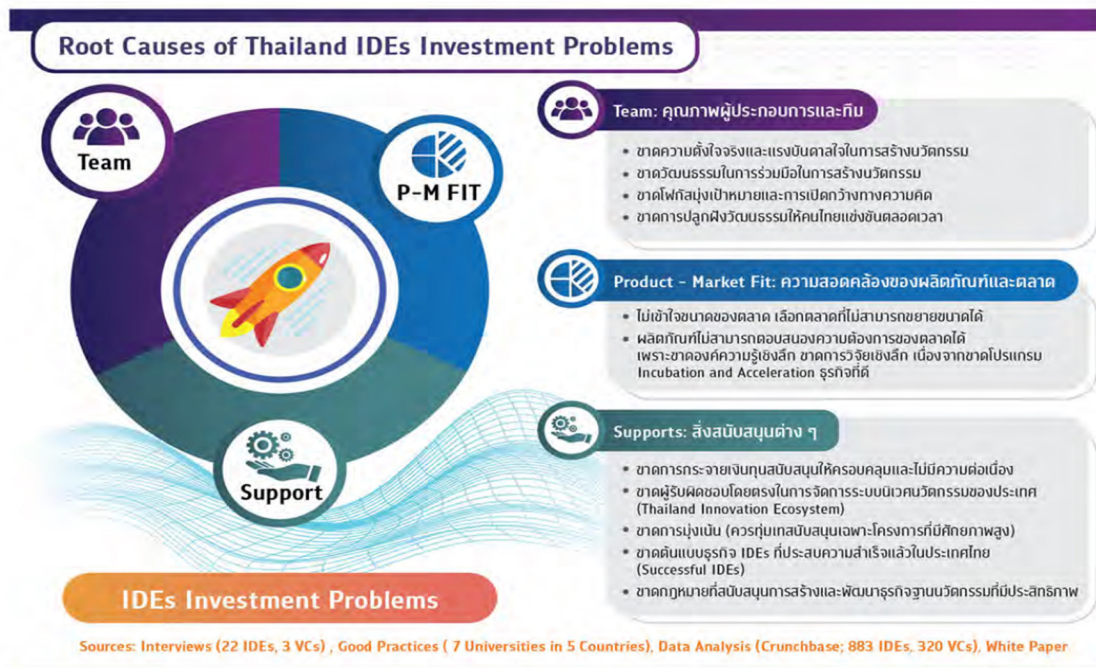 Root Causes of Thailand IDEs Investment Problems
Team
P-M FIT
Support
IDEs Investment Problems
Team: คุณภาพผู้ประกอบการและทีม
• ขาดความตั้งใจจริงและแรงบันดาลใจในการสร้างนวัตกรรม
• ขาดวัฒนธรรมในการร่วมมือในการสร้างนวัตกรรม
• ขาดโฟกัสมุ่งเป้าหมายและการเปิดกว้างทางความคิด
• ขาดการปลูกฝังวัฒนธรรมให้คนไทยแข่งขันตลอดเวลา
Product - Market Fit: ความสอดคล้องของผลิตภัณฑ์และตลาด
• ไม่เข้าใจขนาดของตลาด เลือกตลาดที่ไม่สามารถขยายขนาดได้
• ผลิตภัณฑ์ไม่สามารถตอบสนองความต้องการของตลาดได้
เพราะขาดองค์ความรู้เชิงลึก ขาดการวิจัยเชิงลึก เนื่องจากขาดโปรแกรม
Incubation and Acceleration ธุรกิจที่ดี
Supports: สิ่งสนับสนุนต่าง ๆ
• ขาดการกระจายเงินทุนสนับสนุนให้ครอบคลุมและไม่มีความต่อเนื่อง
• ขาดผู้รับผิดชอบโดยตรงในการจัดการระบบนิเวศนวัตกรรมของประเทศ
(Thailand Innovation Ecosystem)
• ขาดการมุ่งเน้น (ควรทุ่มเทสนับสนุนเฉพาะโครงการที่มีศักยภาพสูง)
• ขาดต้นแบบธุรกิจ IDEs ที่ประสบความสำเร็จแล้วในประเทศไทย
(Successful IDEs)
• ขาดกฎหมายที่สนับสนุนการสร้างและพัฒนาธุรกิจฐานนวัตกรรมที่มีประสิทธิภาพ
Sources: Interviews (22 IDEs, 3 VCs) , Good Practices ( 7 Universities in 5 Countries), Data Analysis (Crunchbase; 883 IDEs, 320 VCs), White Paper